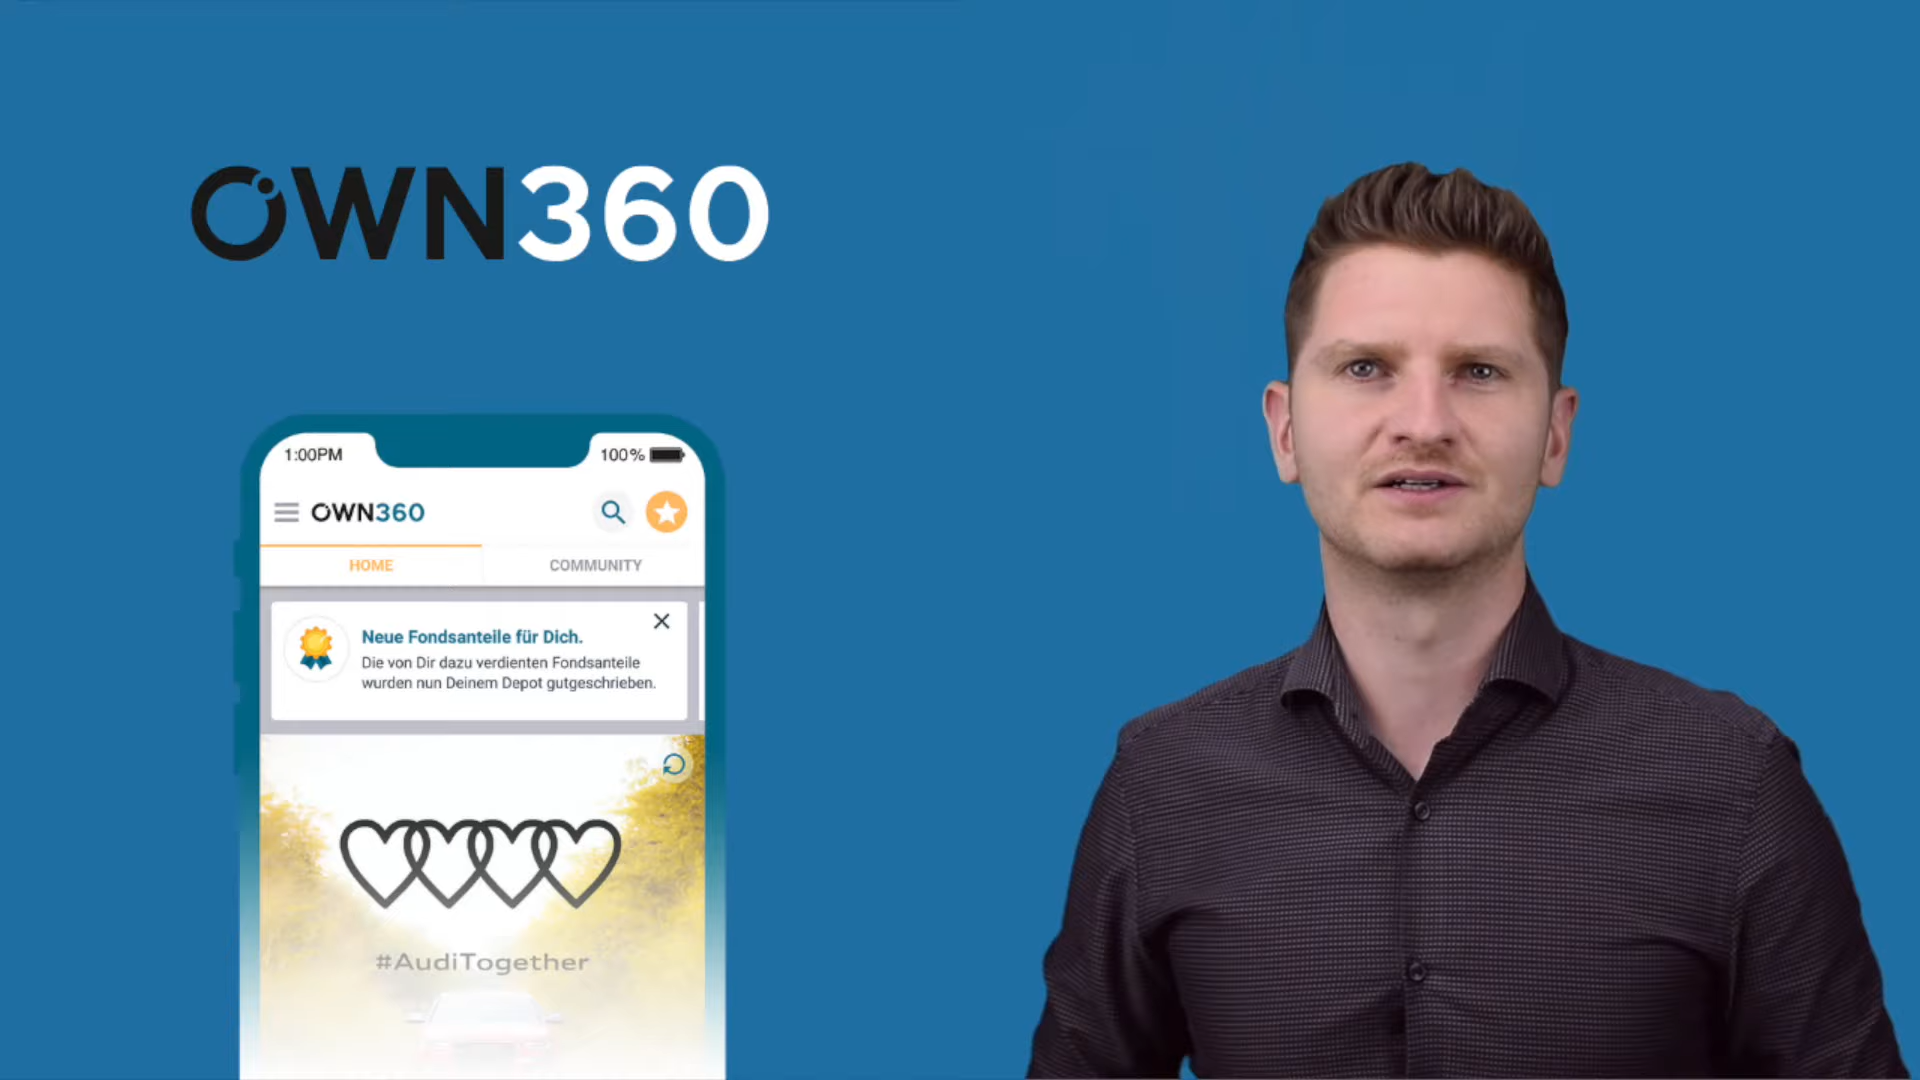 OWN360
1:00PM
100%
OWN360
HOME
COMMUNITY
Neue Fondsanteile für Dich.
Die von Dir dazu verdienten Fondsanteile
wurden nun Deinem Depot gutgeschrieben.
#AudiTogether